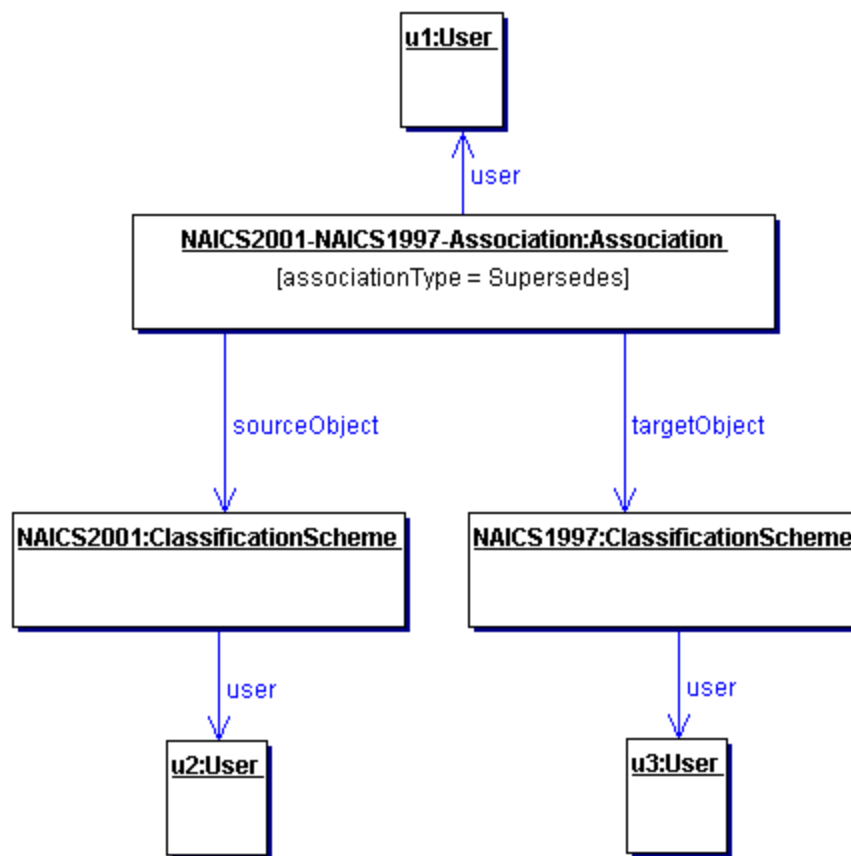 u1:User
user
NAICS2001-NAICS1997-Association:Association
[associationType = Supersedes]
sourceObject
targetObject
NAICS2001:ClassificationScheme
NAICS1997:ClassificationScheme
user
user
u2:User
u3:User